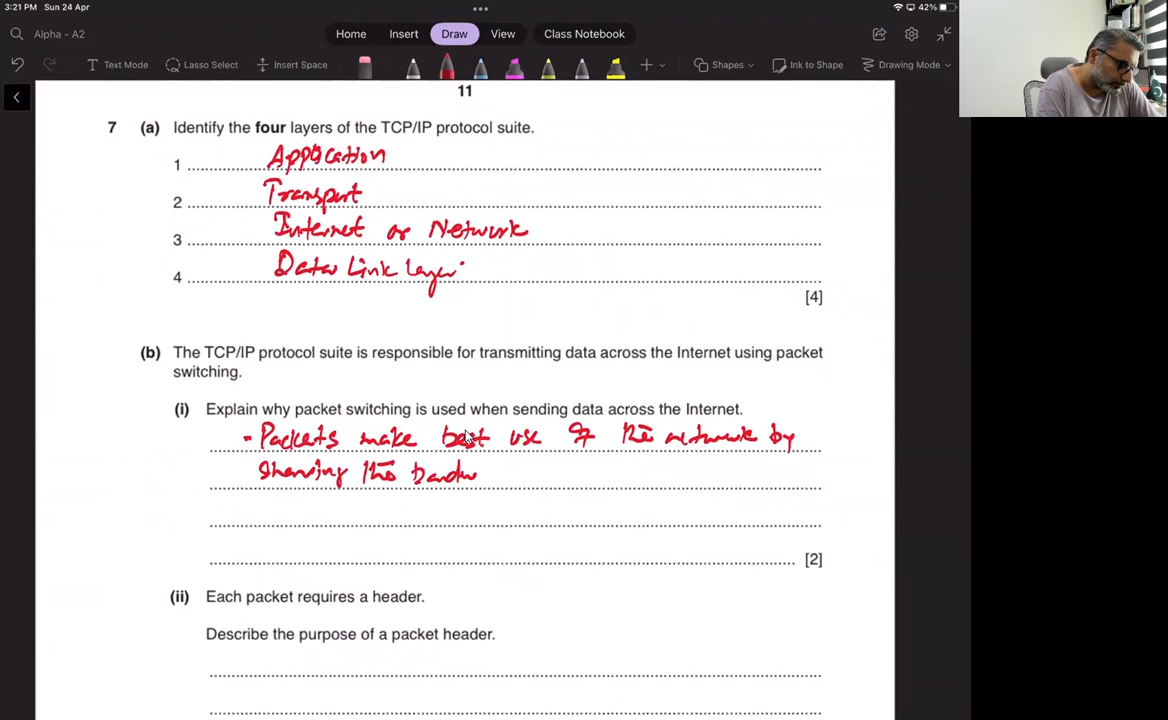 3:21 PM Sun 24 Apr
42%
Alpha - A2
Home Insert Draw View Class Notebook
Text Mode Lasso Select Insert Space Shapes Ink to Shape Drawing Mode
11
7 (a) Identify the four layers of the TCP/IP protocol suite.
1 Application
2 Transport
3 Internet or Network
4 Data Link layer
[4]
(b) The TCP/IP protocol suite is responsible for transmitting data across the Internet using packet
switching.
(i) Explain why packet switching is used when sending data across the Internet.
- Packets make best use of the network by
sharing the bandw
[2]
(ii) Each packet requires a header.
Describe the purpose of a packet header.